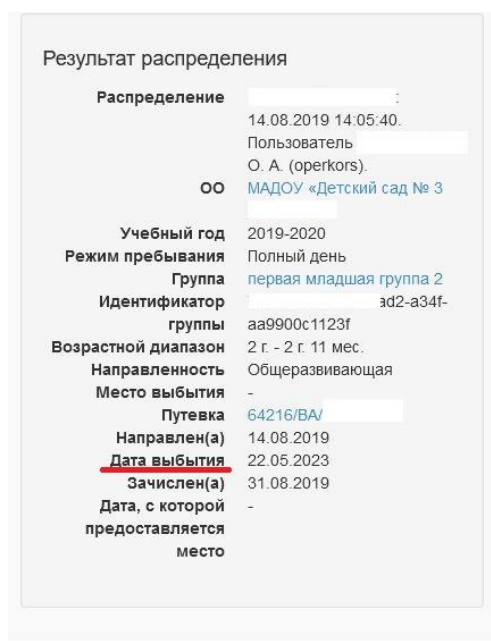 Результат распределения
Распределение :
14.08.2019 14:05:40.
Пользователь
О. А. (operkors).
ОО МАДОУ «Детский сад № 3
Учебный год 2019-2020
Режим пребывания Полный день
Группа первая младшая группа 2
Идентификатор ad2-a34f-
группы aa9900c1123f
Возрастной диапазон 2 г. - 2 г. 11 мес.
Направленность Общеразвивающая
Место выбытия -
Путевка 64216/ВА/
Направлен(а) 14.08.2019
Дата выбытия 22.05.2023
Зачислен(а) 31.08.2019
Дата, с которой -
предоставляется
место